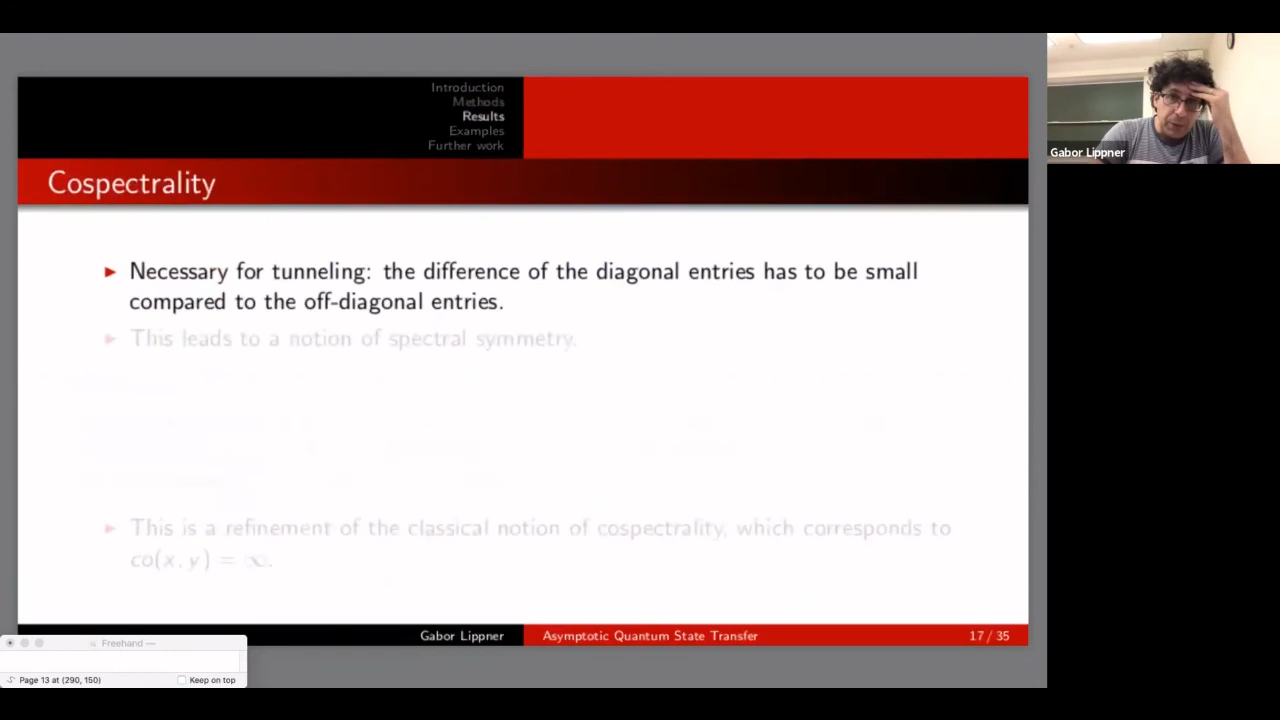 Introduction
Methods
Results
Examples
Further work
Cospectrality
Gabor Lippner
Necessary for tunneling: the difference of the diagonal entries has to be small
compared to the off-diagonal entries.
This leads to a notion of spectral symmetry.
This is a refinement of the classical notion of cospectrality, which corresponds to
co(x, y) = ∞.
Gabor Lippner
Asymptotic Quantum State Transfer
17 / 35
Freehand —
Page 13 at (290, 150)
Keep on top